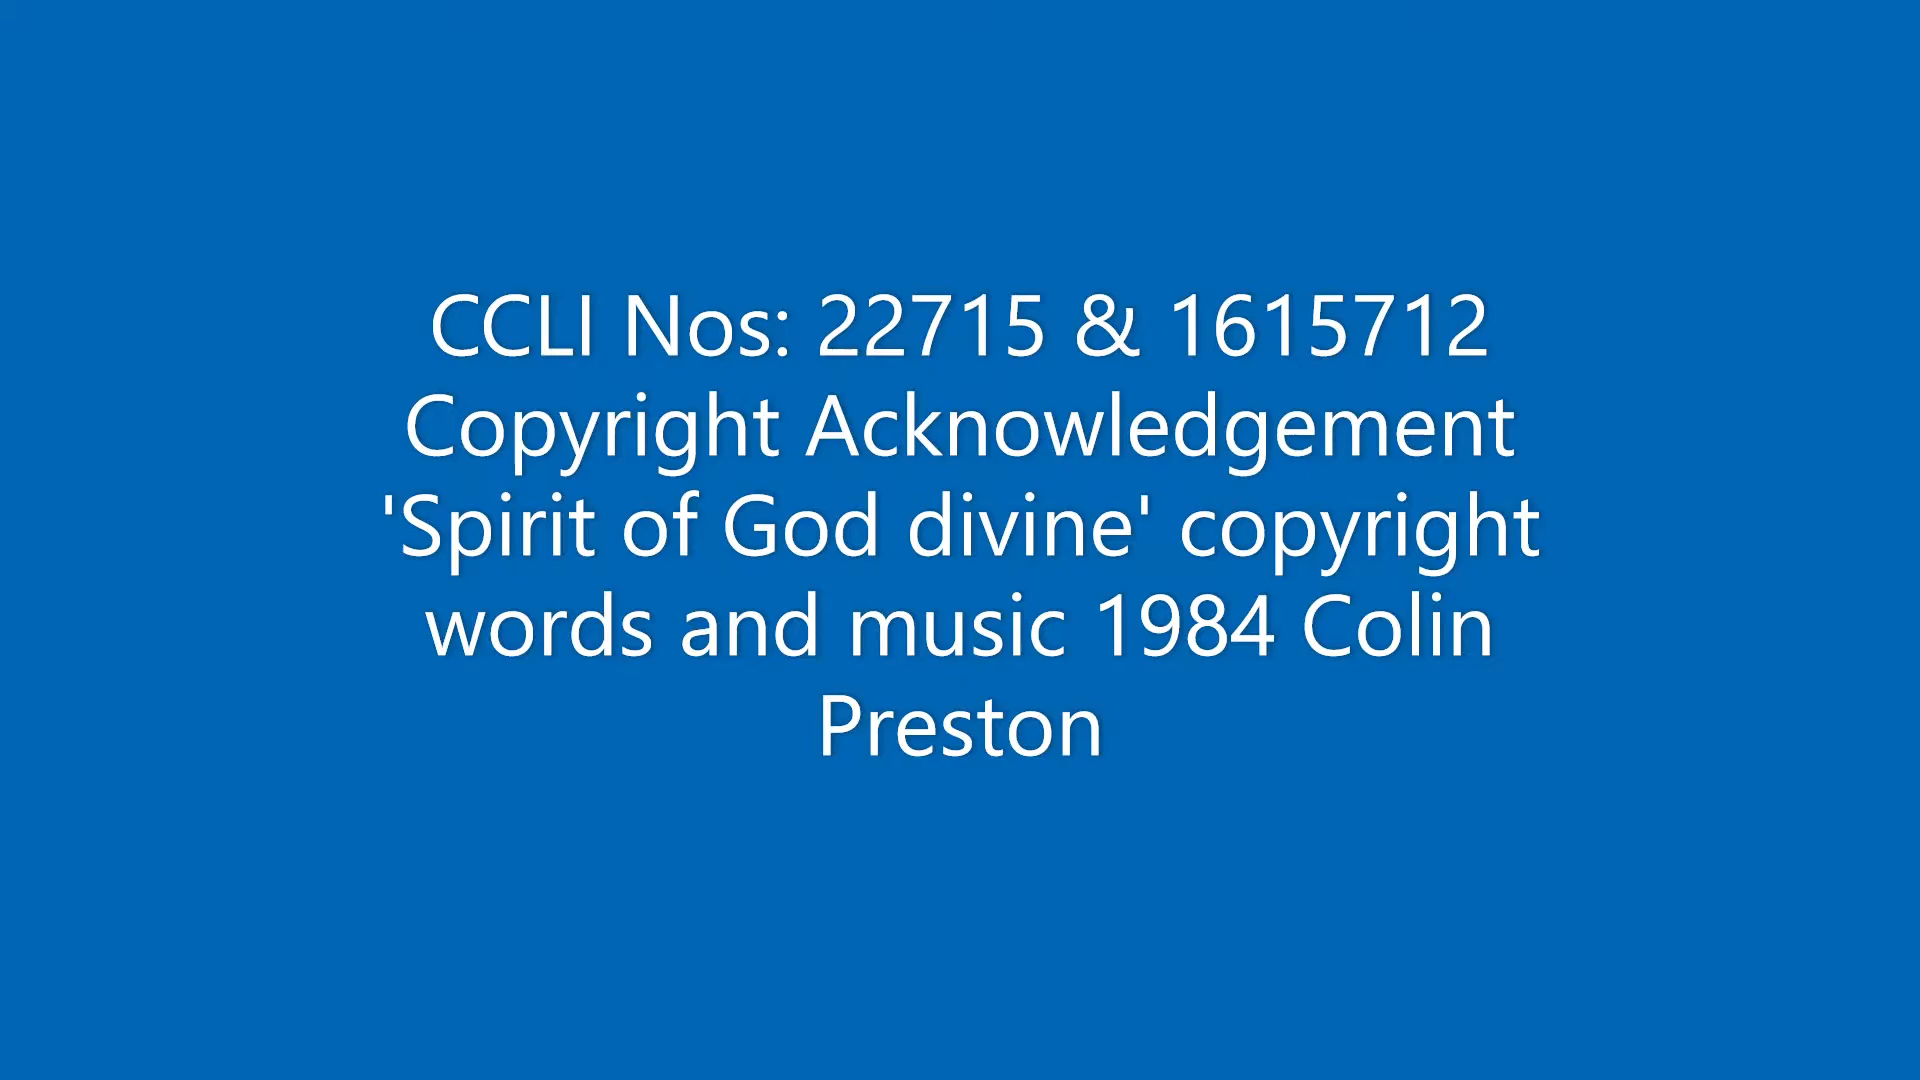 CCLI Nos: 22715 & 1615712
Copyright Acknowledgement
'Spirit of God divine' copyright
words and music 1984 Colin
Preston